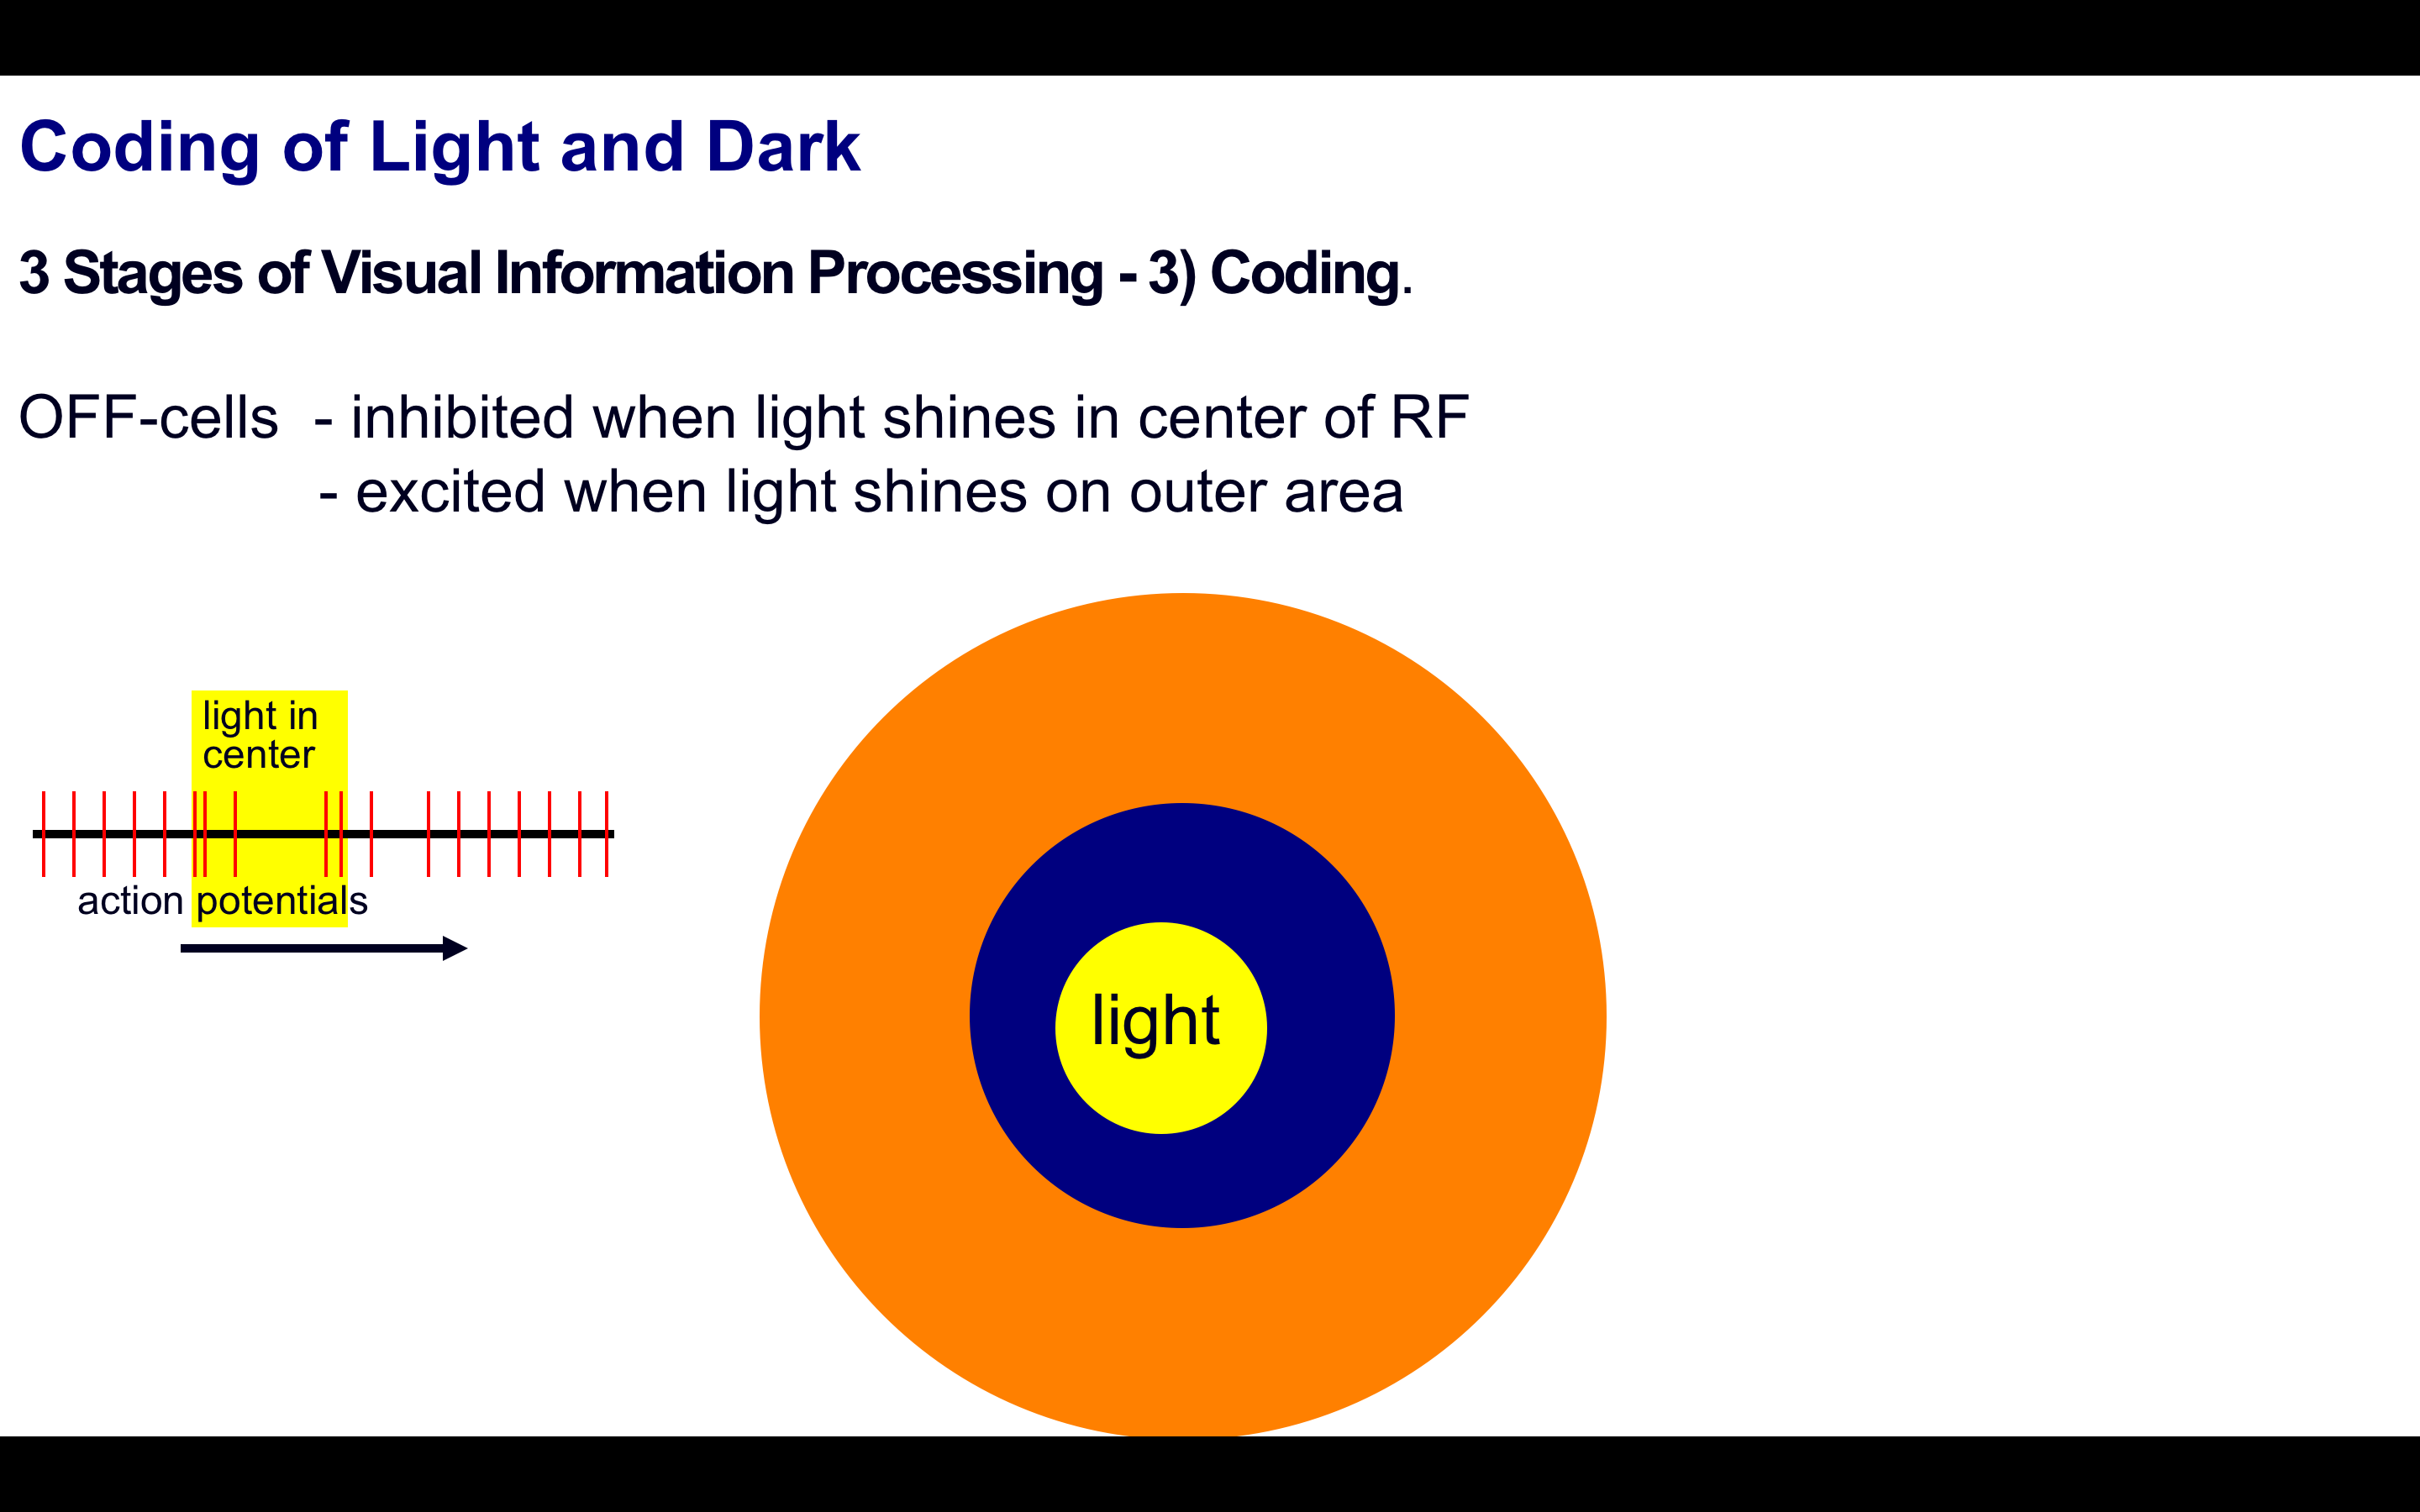 Coding of Light and Dark
3 Stages of Visual Information Processing - 3) Coding.
OFF-cells - inhibited when light shines in center of RF
- excited when light shines on outer area
light in
center
action potentials
light